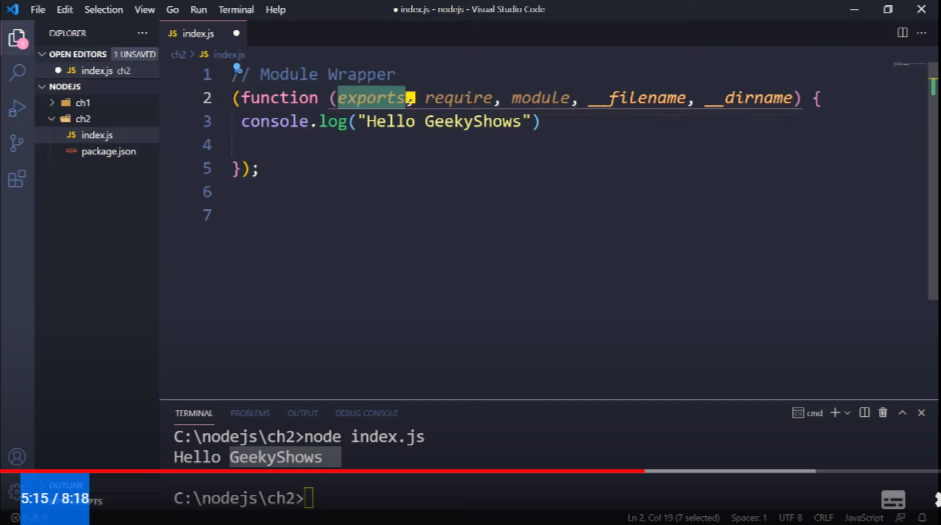 File Edit Selection View Go Run Terminal Help
● index.js - nodejs - Visual Studio Code
EXPLORER
OPEN EDITORS 1 UNSAVED
index.js ch2
NODEJS
ch1
ch2
index.js
package.json
JS index.js
ch2 > JS index.js
1 // Module Wrapper
2 (function (exports, require, module, __filename, __dirname) {
3 console.log("Hello GeekyShows")
4
5 });
6
7
TERMINAL PROBLEMS OUTPUT DEBUG CONSOLE
cmd
C:\nodejs\ch2>node index.js
Hello GeekyShows
C:\nodejs\ch2>
OUTLINE
5:15 / 8:18
Ln 2, Col 19 (7 selected) Spaces: 1 UTF-8 CRLF JavaScript